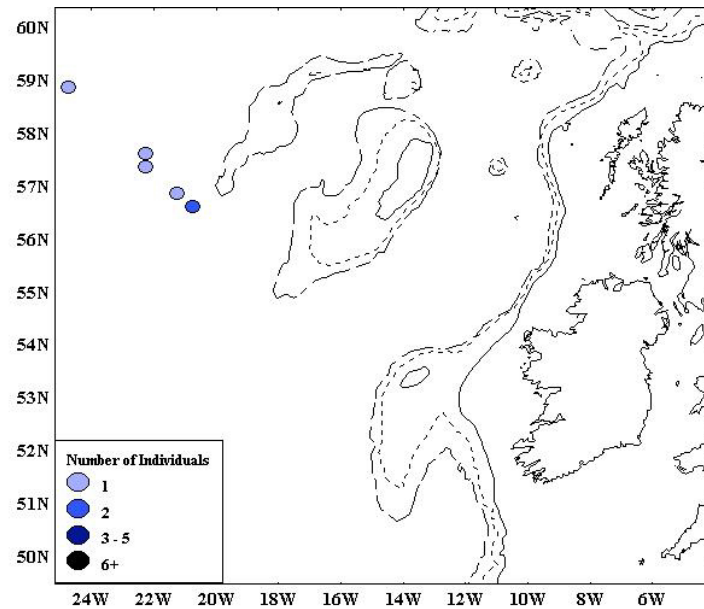 60N
59N
58N
57N
56N
55N
54N
53N
52N
51N
50N
Number of Individuals
1
2
3 - 5
6+
24W 22W 20W 18W 16W 14W 12W 10W 8W 6W